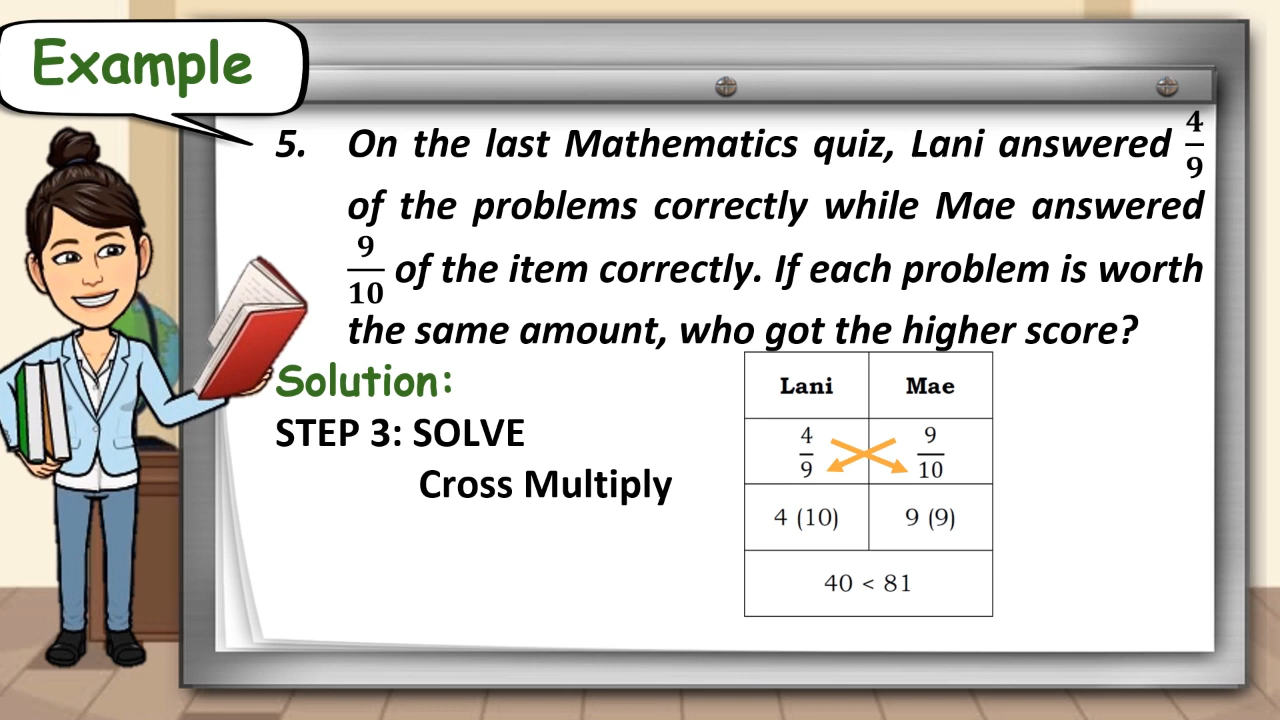 Example
5. On the last Mathematics quiz, Lani answered 4/9
of the problems correctly while Mae answered
9/10 of the item correctly. If each problem is worth
the same amount, who got the higher score?
Solution:
STEP 3: SOLVE
Cross Multiply
Lani Mae
4/9 9/10
4 (10) 9 (9)
40 < 81